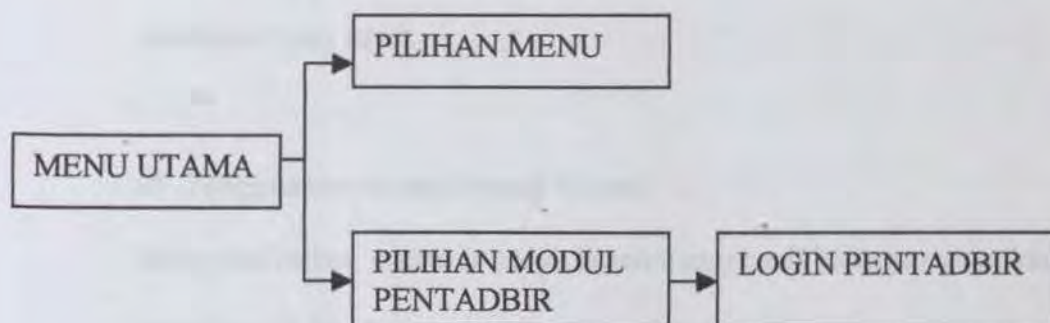 PILIHAN MENU
MENU UTAMA
PILIHAN MODUL
PENTADBIR
LOGIN PENTADBIR